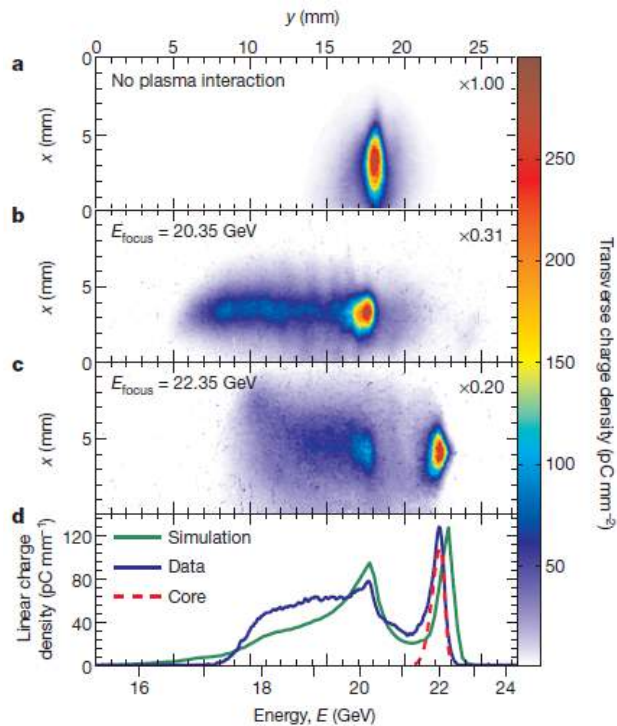 y (mm)
0 5 10 15 20 25
a
No plasma interaction
×1.00
0
5
0
x (mm)
b
E_focus = 20.35 GeV
×0.31
5
0
x (mm)
c
E_focus = 22.35 GeV
×0.20
5
x (mm)
d
Simulation
Data
Core
120
80
40
0
Linear charge
density (pC mm⁻¹)
16 18 20 22 24
Energy, E (GeV)
250
200
150
100
50
Transverse charge density (pC mm⁻²)